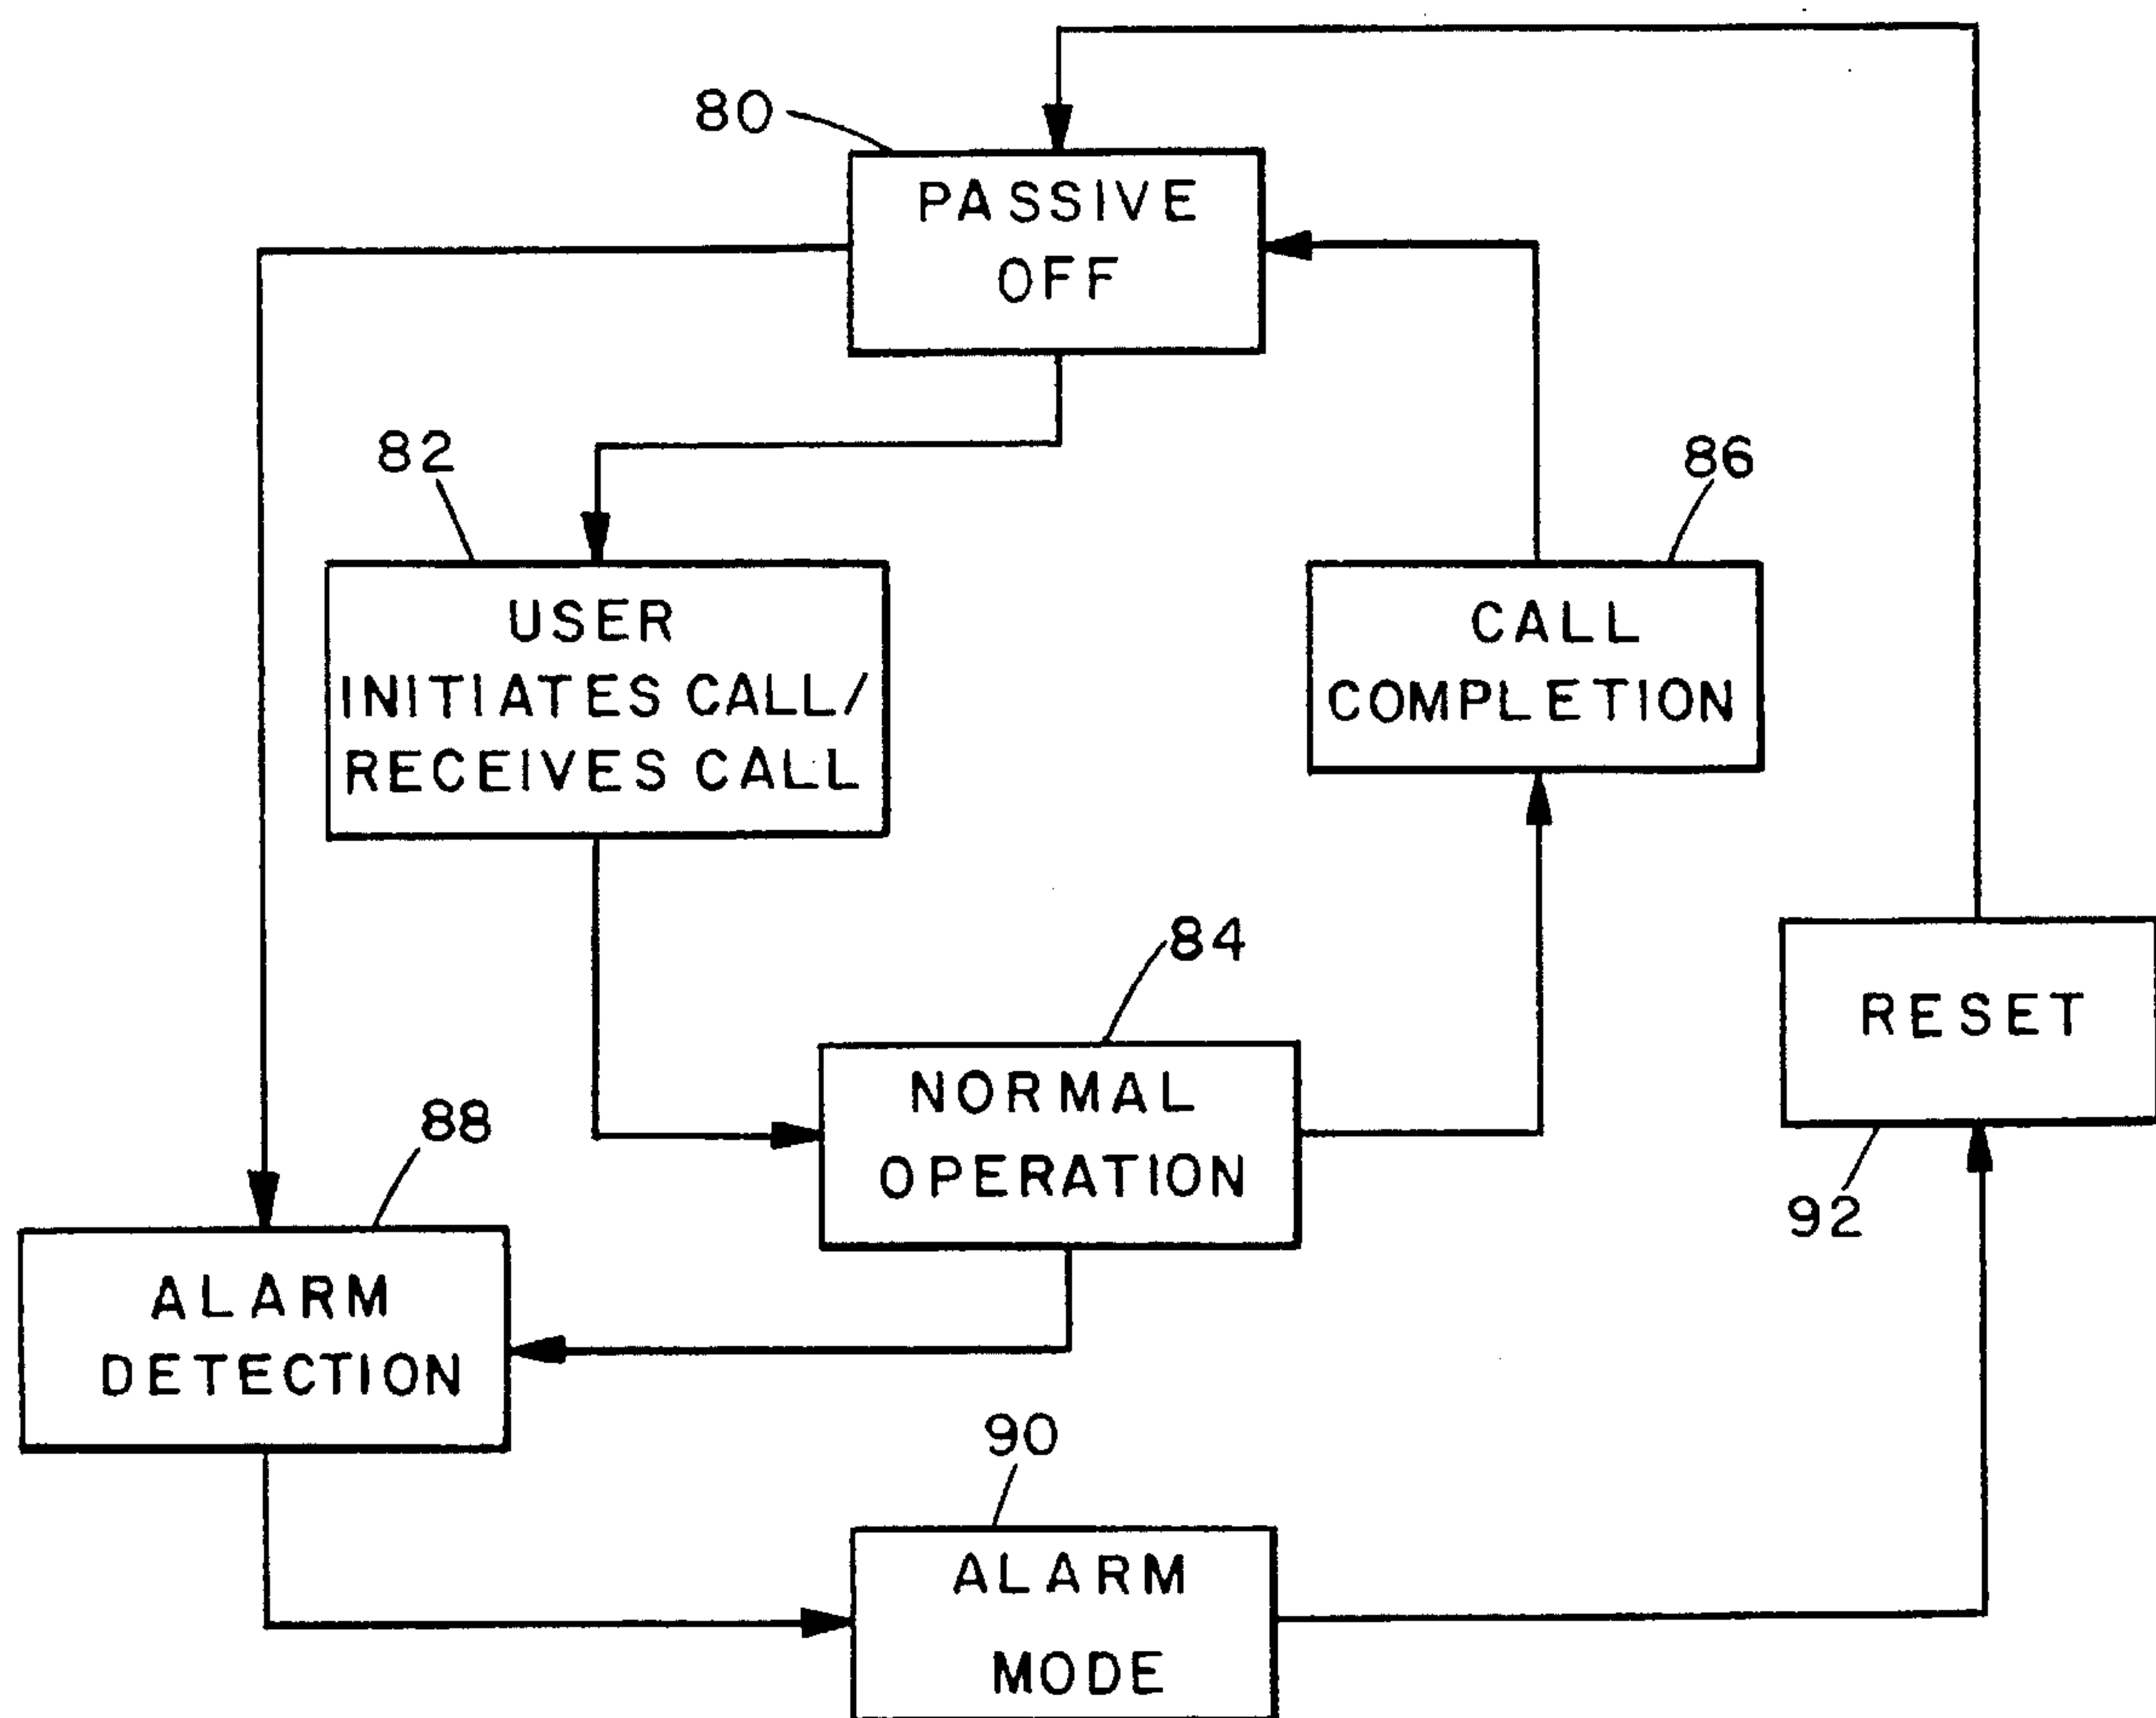 80
PASSIVE
OFF
82
86
USER
INITIATES CALL/
RECEIVES CALL
CALL
COMPLETION
84
NORMAL
OPERATION
RESET
92
88
ALARM
DETECTION
90
ALARM
MODE